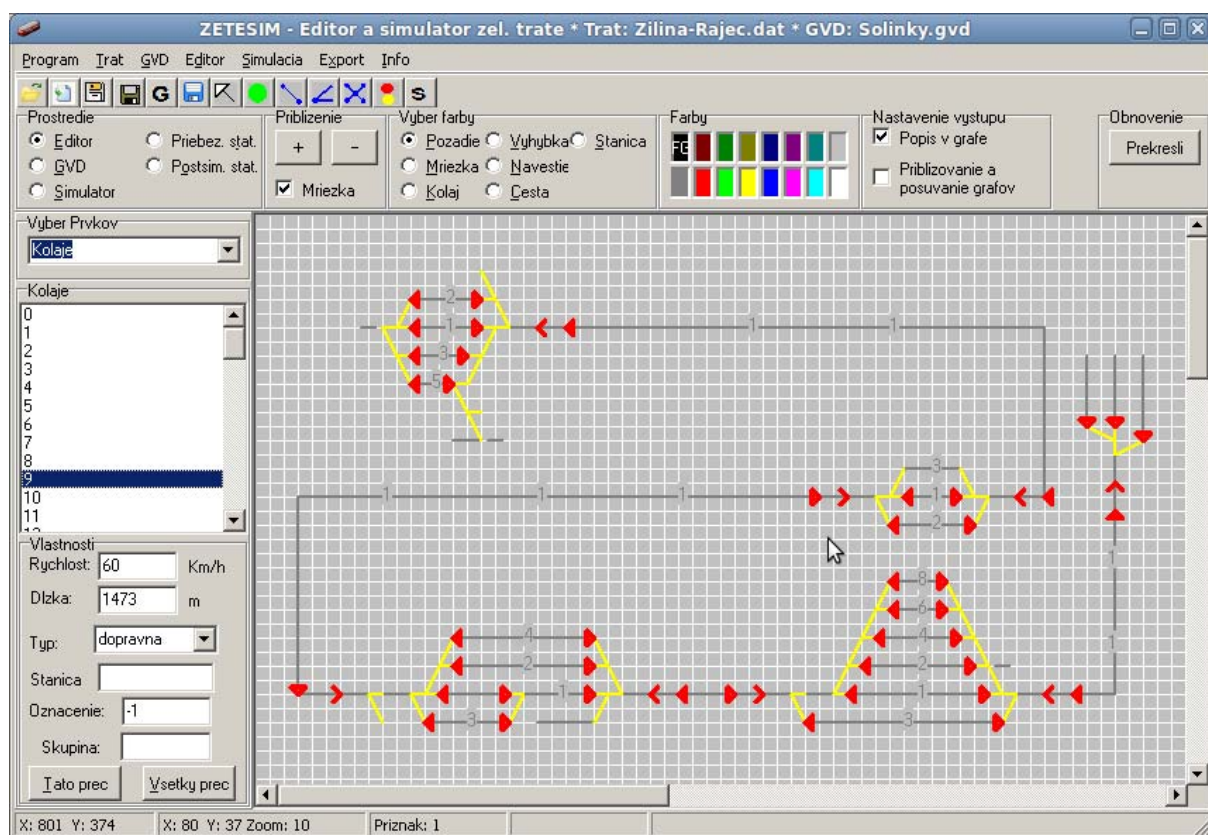 ZETESIM - Editor a simulator zel. trate * Trat: Zilina-Rajec.dat * GVD: Solinky.gvd
Program Trat GVD Editor Simulacia Export Info
G S
Prostredie
Editor
GVD
Simulator
Priebez. stat.
Postsim. stat.
Priblizenie
+ -
Mriezka
Vyber farby
Pozadie
Mriezka
Kolaj
Vyhybka
Navestie
Cesta
Stanica
Farby
FG
Nastavenie vystupu
Popis v grafe
Priblizovanie a
posuvanie grafov
Obnovenie
Prekresli
Vyber Prvkov
Kolaje
Kolaje
0
1
2
3
4
5
6
7
8
9
10
11
Vlastnosti
Rychlost: 60 Km/h
Dlzka: 1473 m
Typ: dopravna
Stanica
Oznacenie: -1
Skupina:
Tato prec Vsetky prec
2
1 1 1
3
5
3
1 1 1 1
2
1
8
6
4 4 1
2 2
1 1
3 3
X: 801 Y: 374 X: 80 Y: 37 Zoom: 10 Priznak: 1